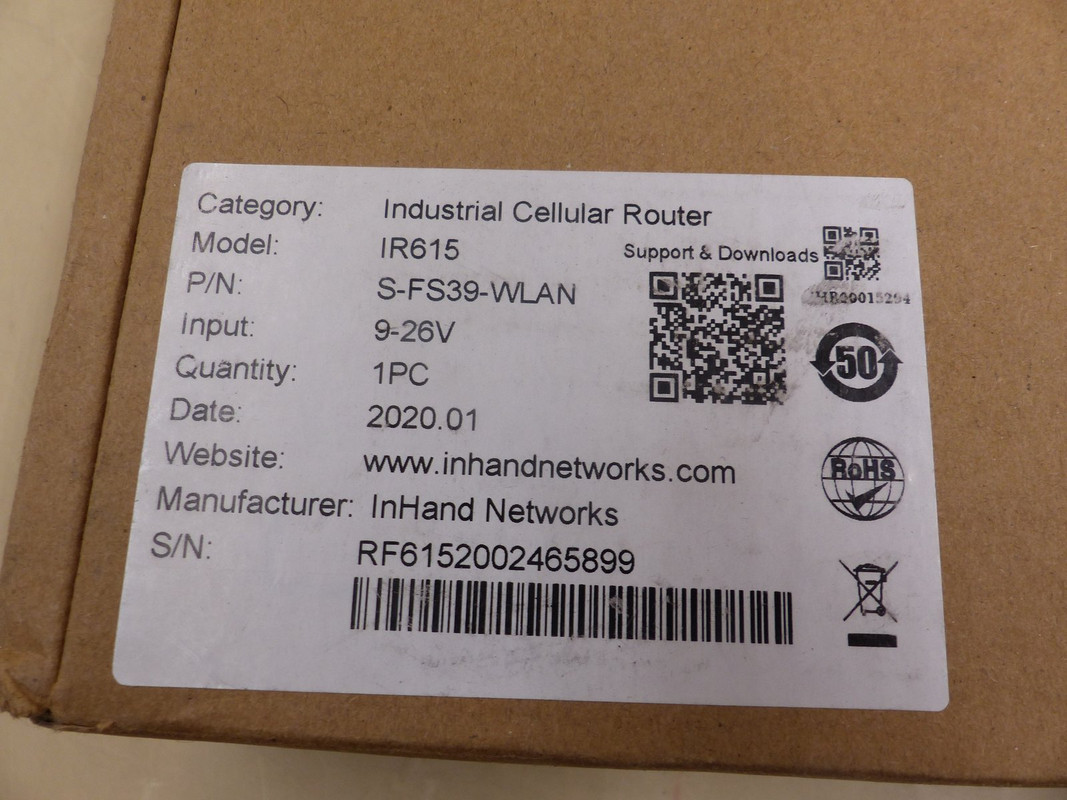 Category: Industrial Cellular Router
Model: IR615
Support & Downloads
P/N: S-FS39-WLAN
Input: 9-26V
Quantity: 1PC
Date: 2020.01
Website: www.inhandnetworks.com
Manufacturer: InHand Networks
S/N: RF6152002465899
50
RoHS